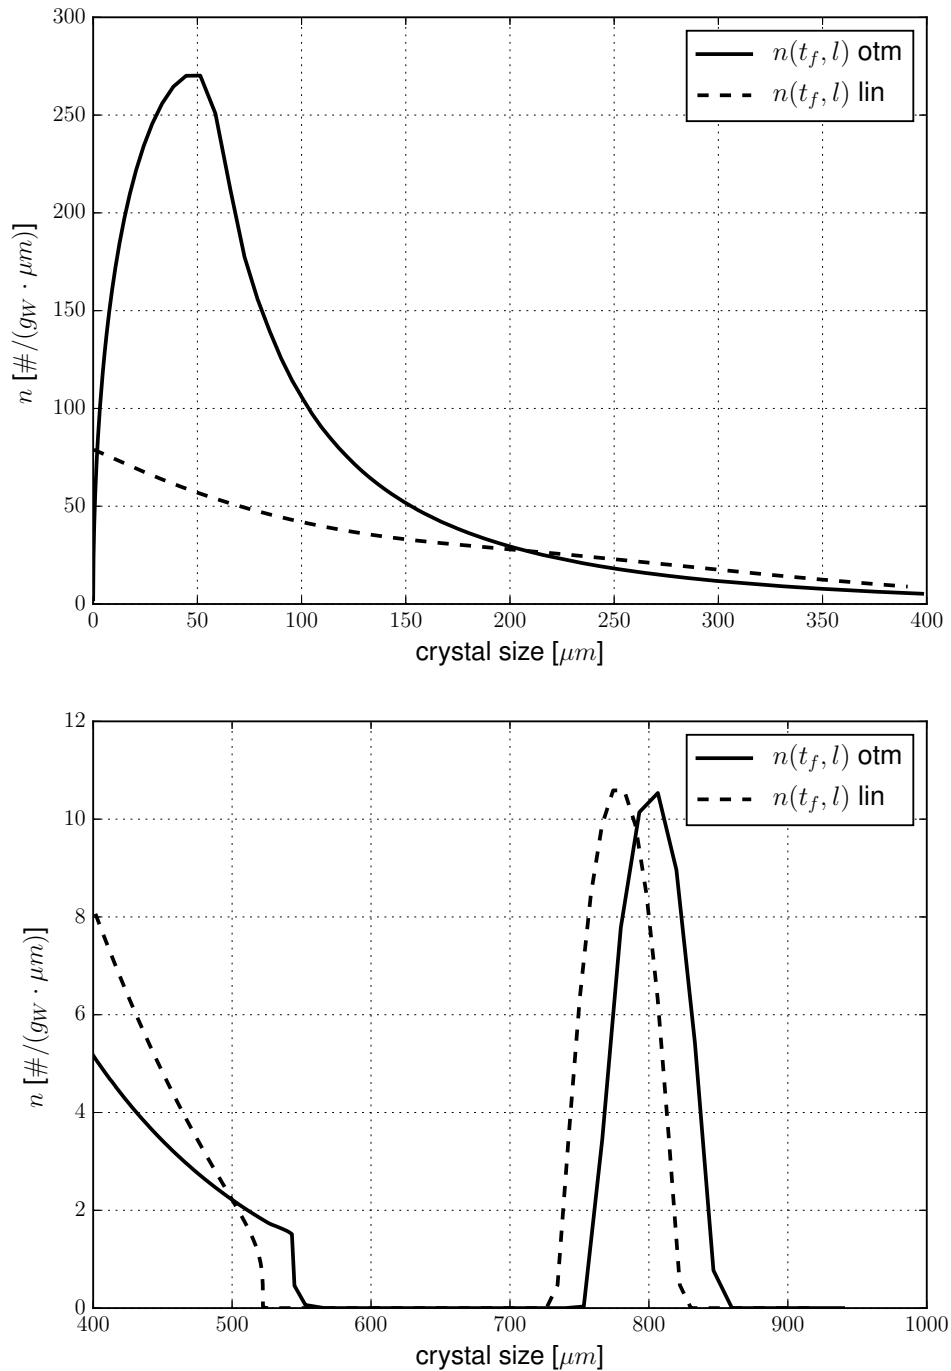 300
250
200
150
100
50
0
n [#/(g_W · μm)]
n(t_f, l) otm
n(t_f, l) lin
0 50 100 150 200 250 300 350 400
crystal size [μm]
12
10
8
6
4
2
0
n [#/(g_W · μm)]
n(t_f, l) otm
n(t_f, l) lin
400 500 600 700 800 900 1000
crystal size [μm]